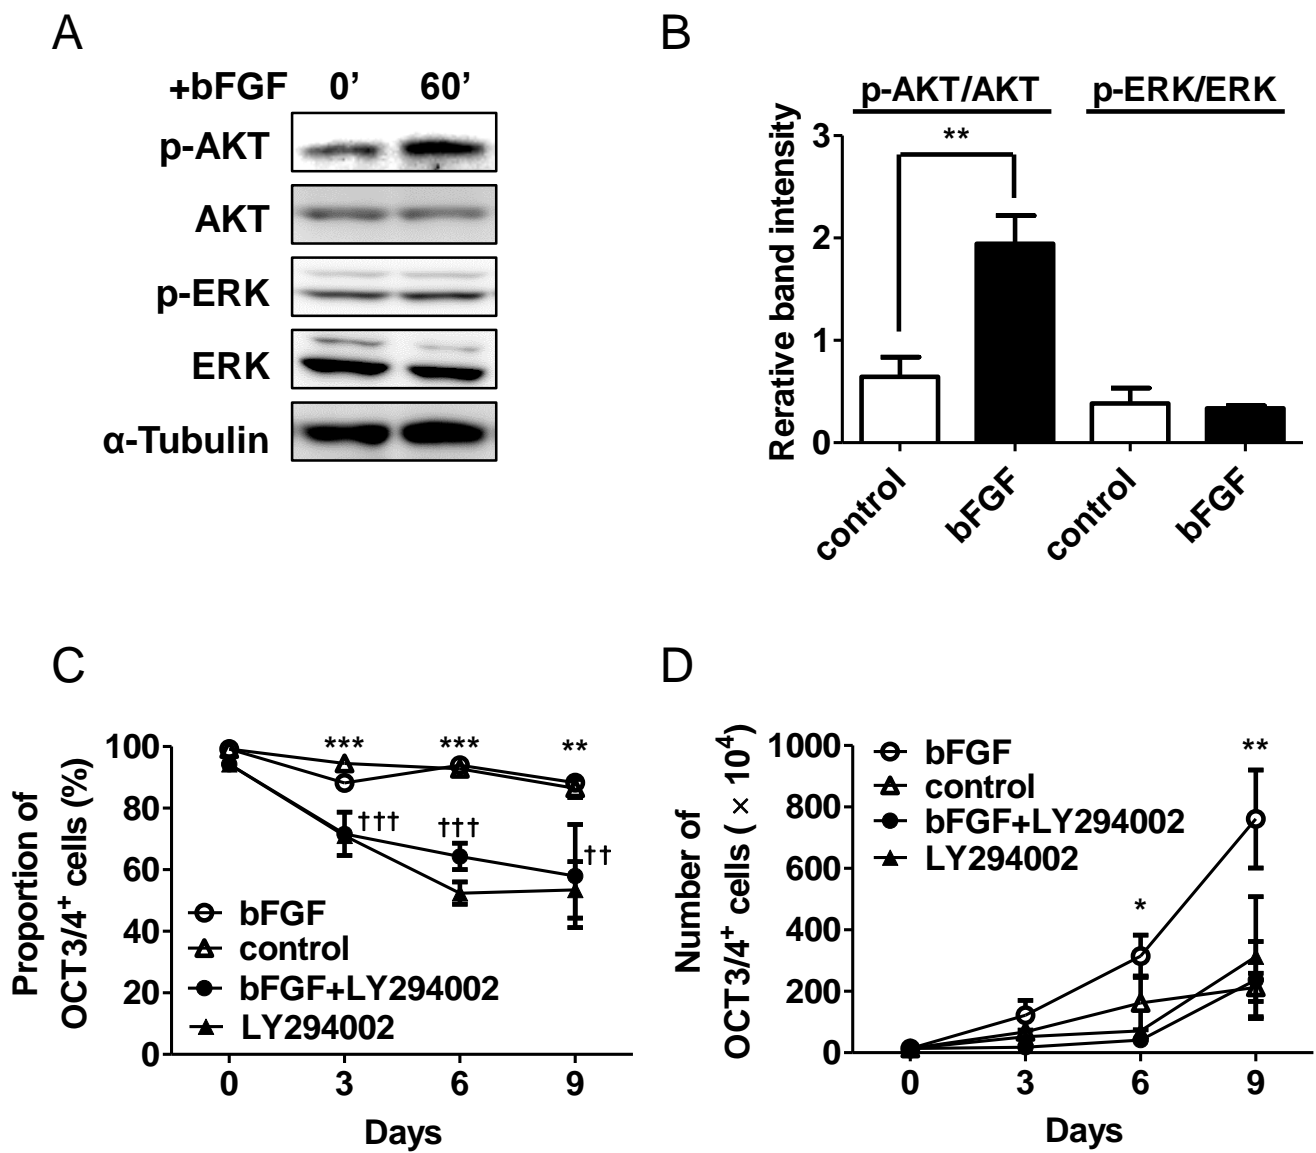 A
+bFGF 0’ 60’
p-AKT
AKT
p-ERK
ERK
α-Tubulin
B
p-AKT/AKT p-ERK/ERK
Rerative band intensity
3
2
1
0
**
control bFGF control bFGF
C
Proportion of
OCT3/4+ cells (%)
100
80
60
40
20
0
*** *** **
††† ††† ††
bFGF
control
bFGF+LY294002
LY294002
0 3 6 9
Days
D
Number of
OCT3/4+ cells ( × 10⁴)
1000
800
600
400
200
0
bFGF
control
bFGF+LY294002
LY294002
* **
0 3 6 9
Days